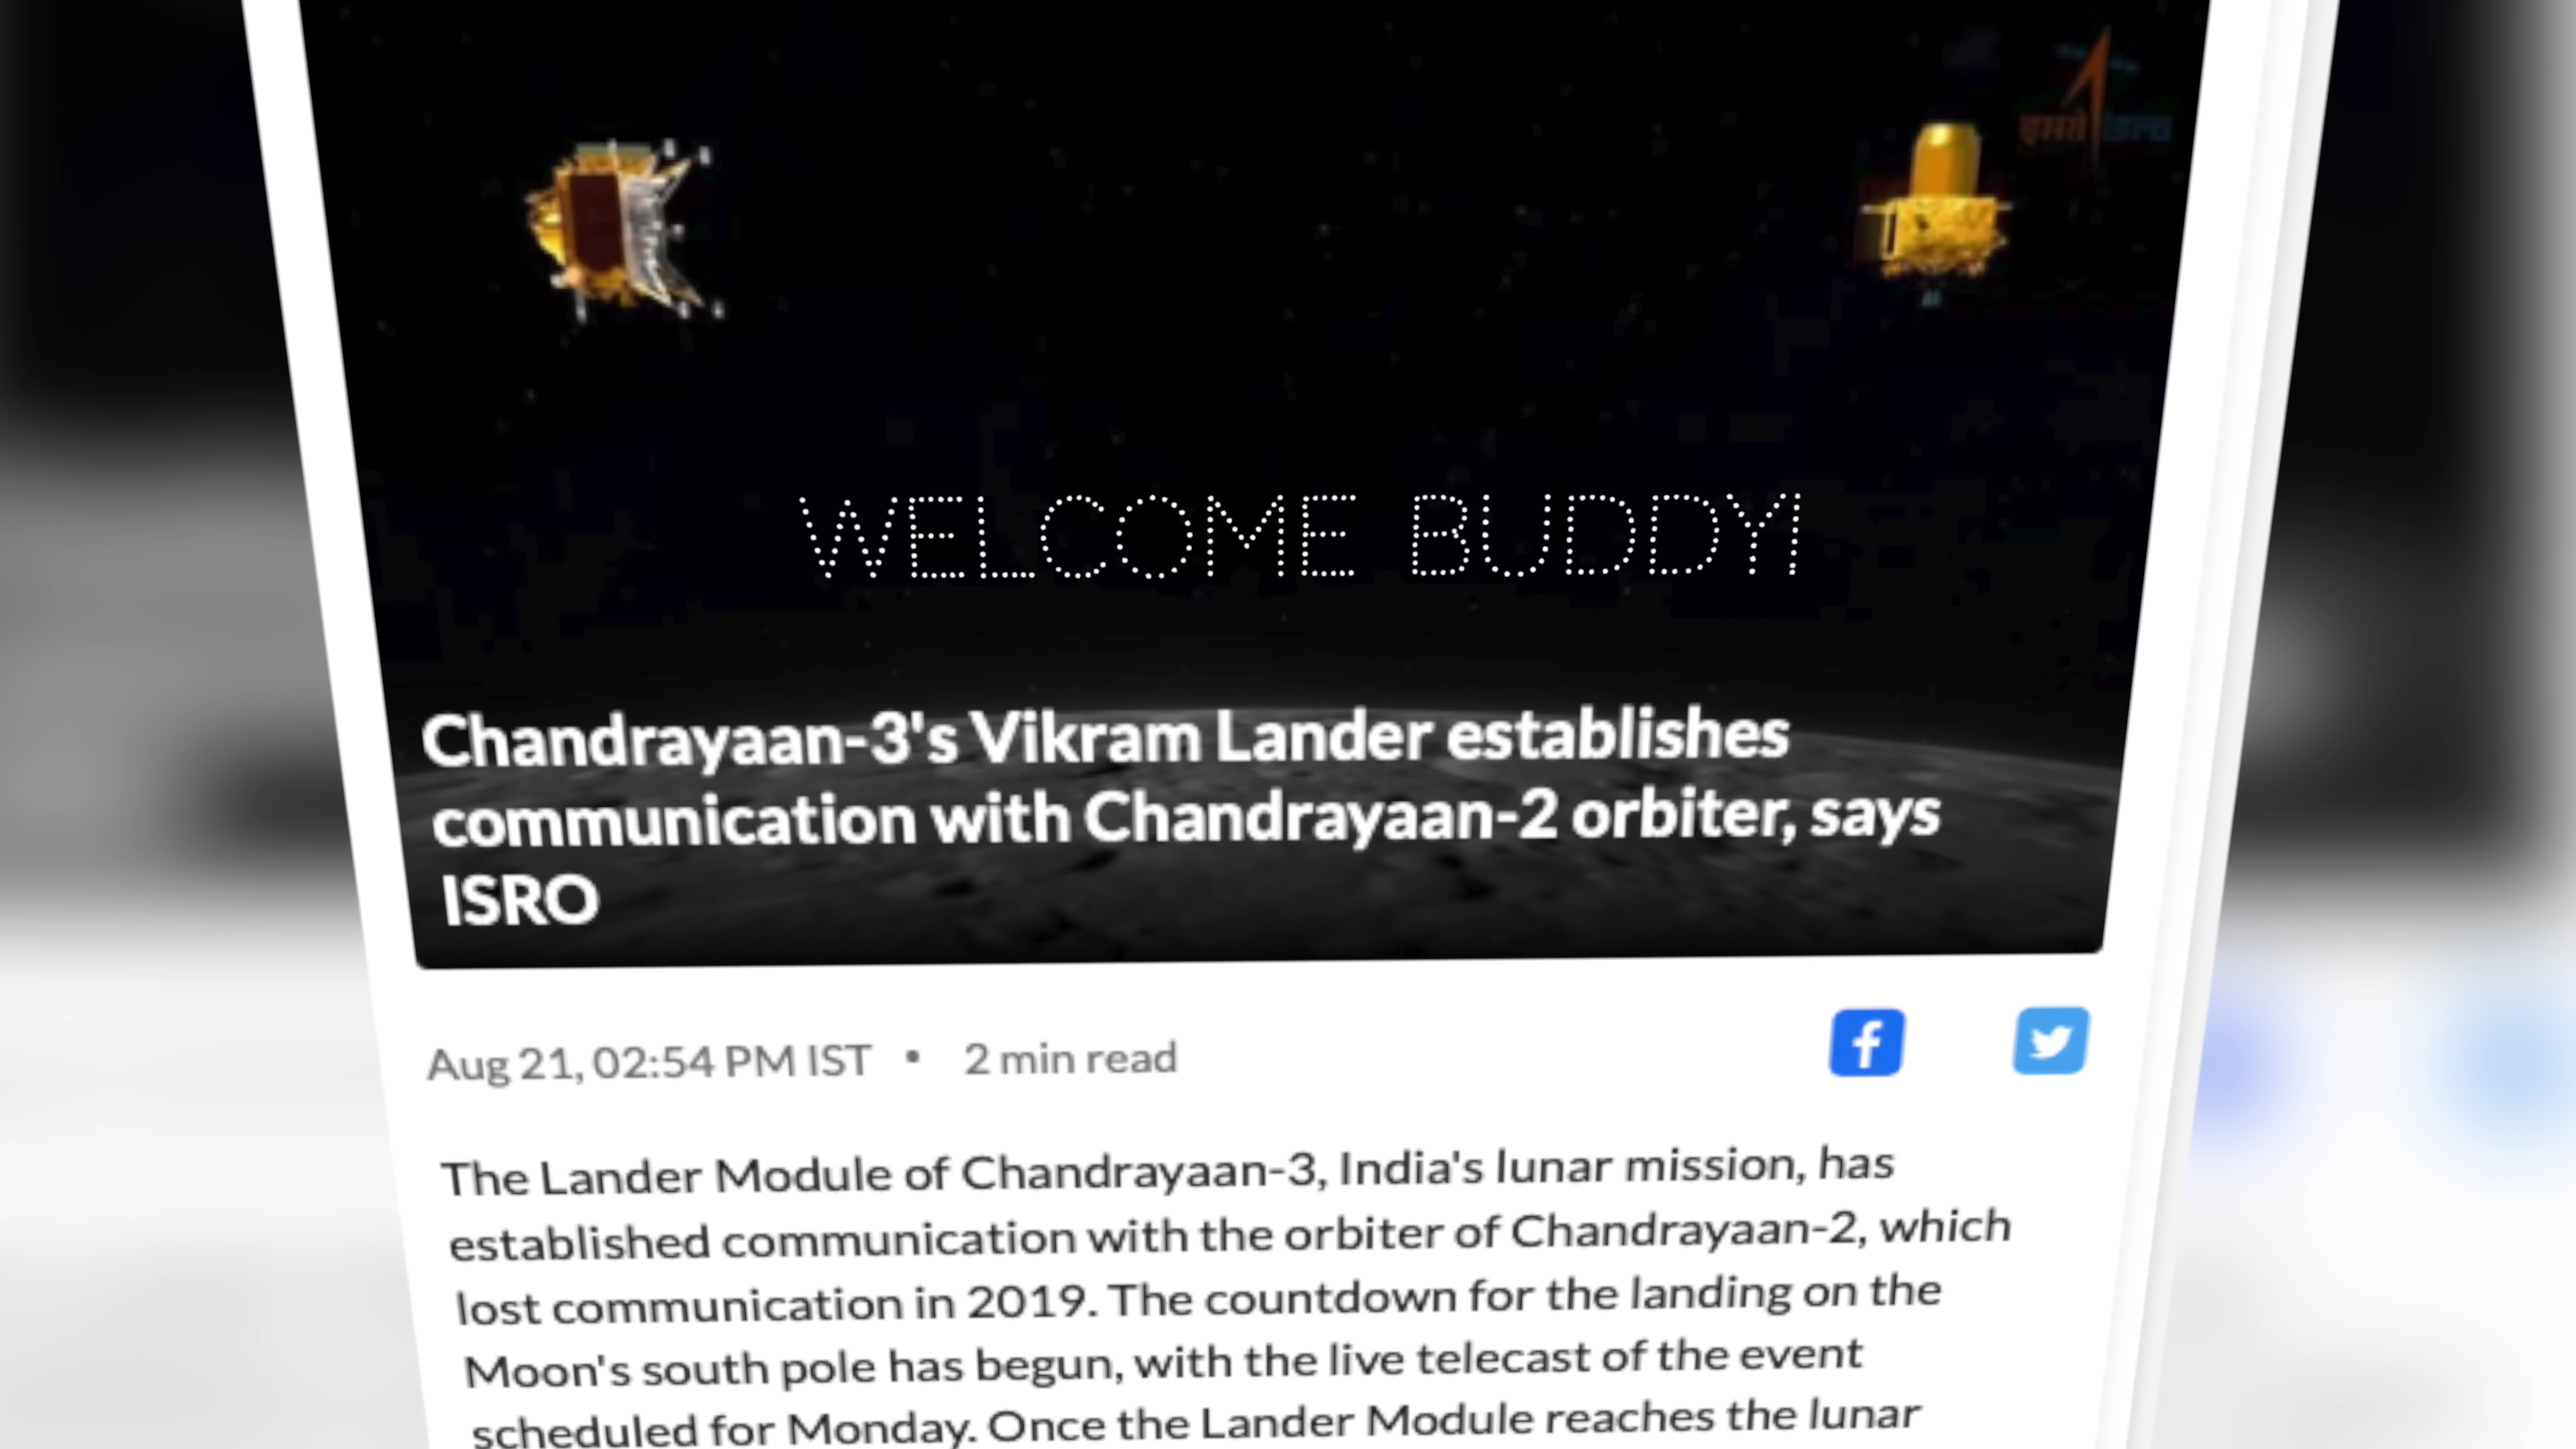 इसरो isro
WELCOME BUDDY!
Chandrayaan-3's Vikram Lander establishes
communication with Chandrayaan-2 orbiter, says
ISRO
Aug 21, 02:54 PM IST • 2 min read
The Lander Module of Chandrayaan-3, India's lunar mission, has
established communication with the orbiter of Chandrayaan-2, which
lost communication in 2019. The countdown for the landing on the
Moon's south pole has begun, with the live telecast of the event
scheduled for Monday. Once the Lander Module reaches the lunar